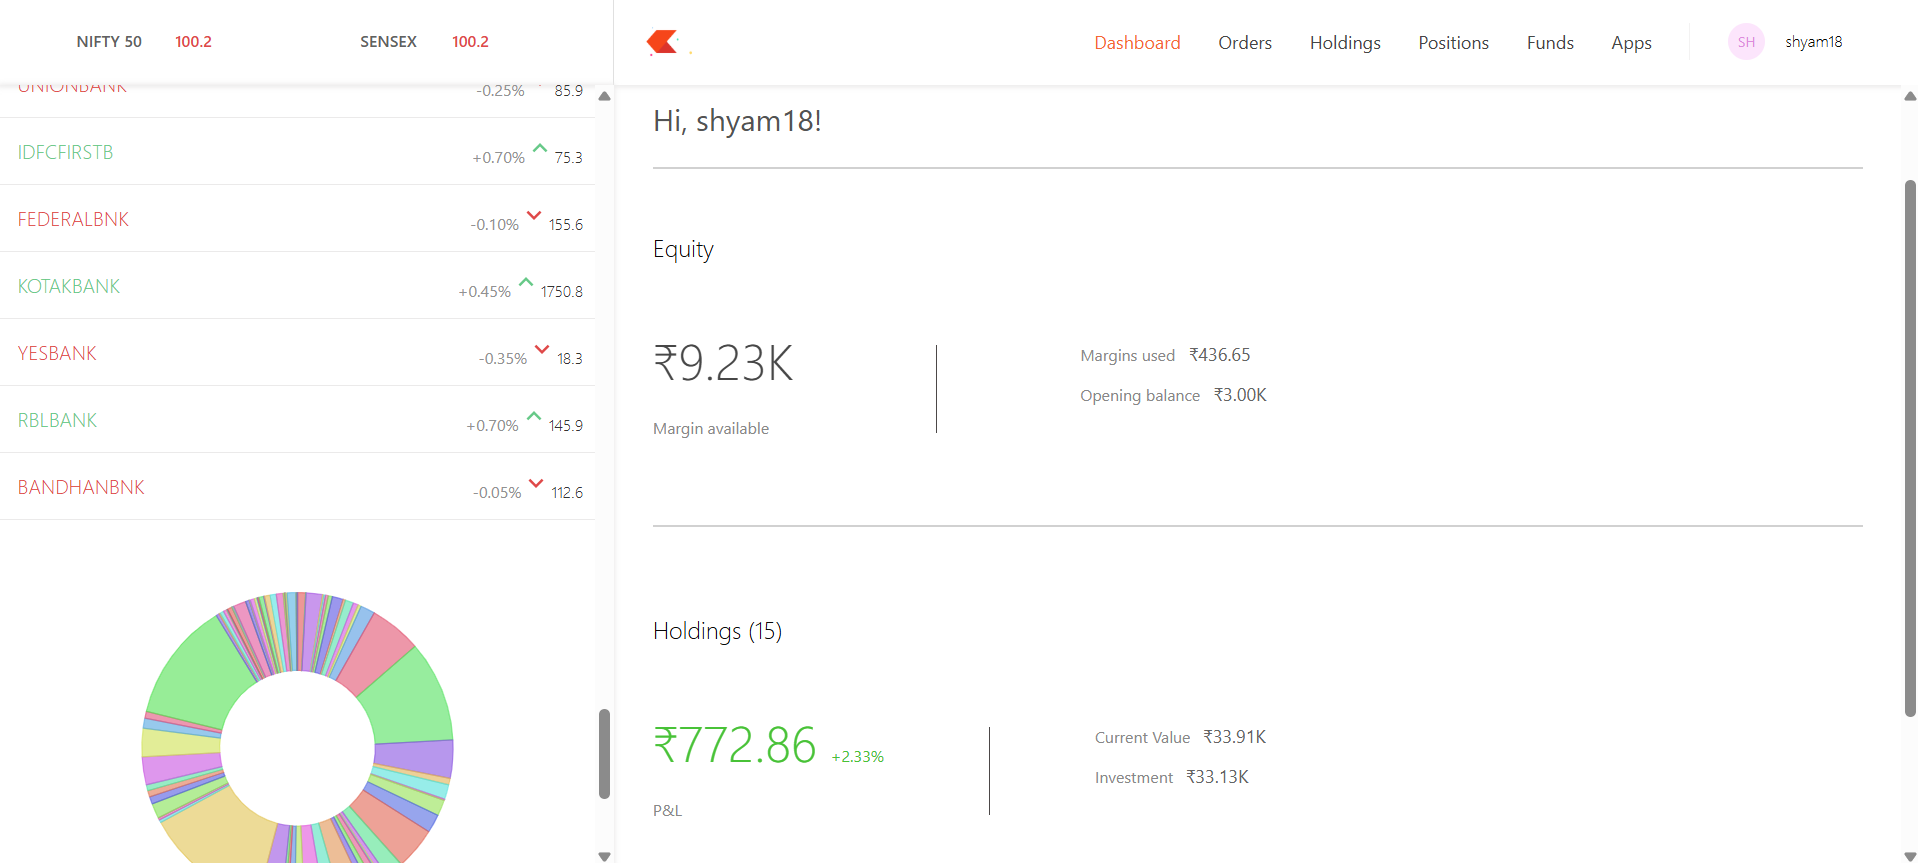 NIFTY 50 100.2 SENSEX 100.2
Dashboard Orders Holdings Positions Funds Apps SH shyam18
UNIONBANK -0.25% 85.9
IDFCFIRSTB +0.70% 75.3
FEDERALBNK -0.10% 155.6
KOTAKBANK +0.45% 1750.8
YESBANK -0.35% 18.3
RBLBANK +0.70% 145.9
BANDHANBNK -0.05% 112.6
Hi, shyam18!
Equity
₹9.23K
Margin available
Margins used ₹436.65
Opening balance ₹3.00K
Holdings (15)
₹772.86 +2.33%
P&L
Current Value ₹33.91K
Investment ₹33.13K